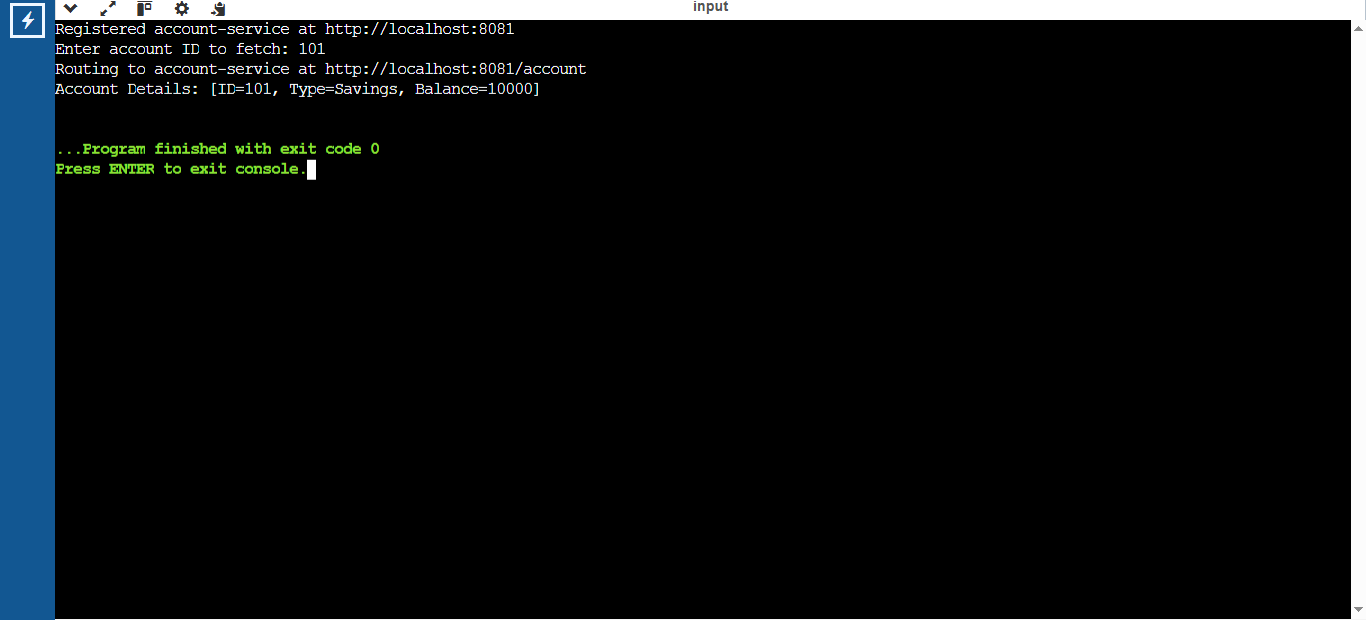 input
Registered account-service at http://localhost:8081
Enter account ID to fetch: 101
Routing to account-service at http://localhost:8081/account
Account Details: [ID=101, Type=Savings, Balance=10000]
...Program finished with exit code 0
Press ENTER to exit console.